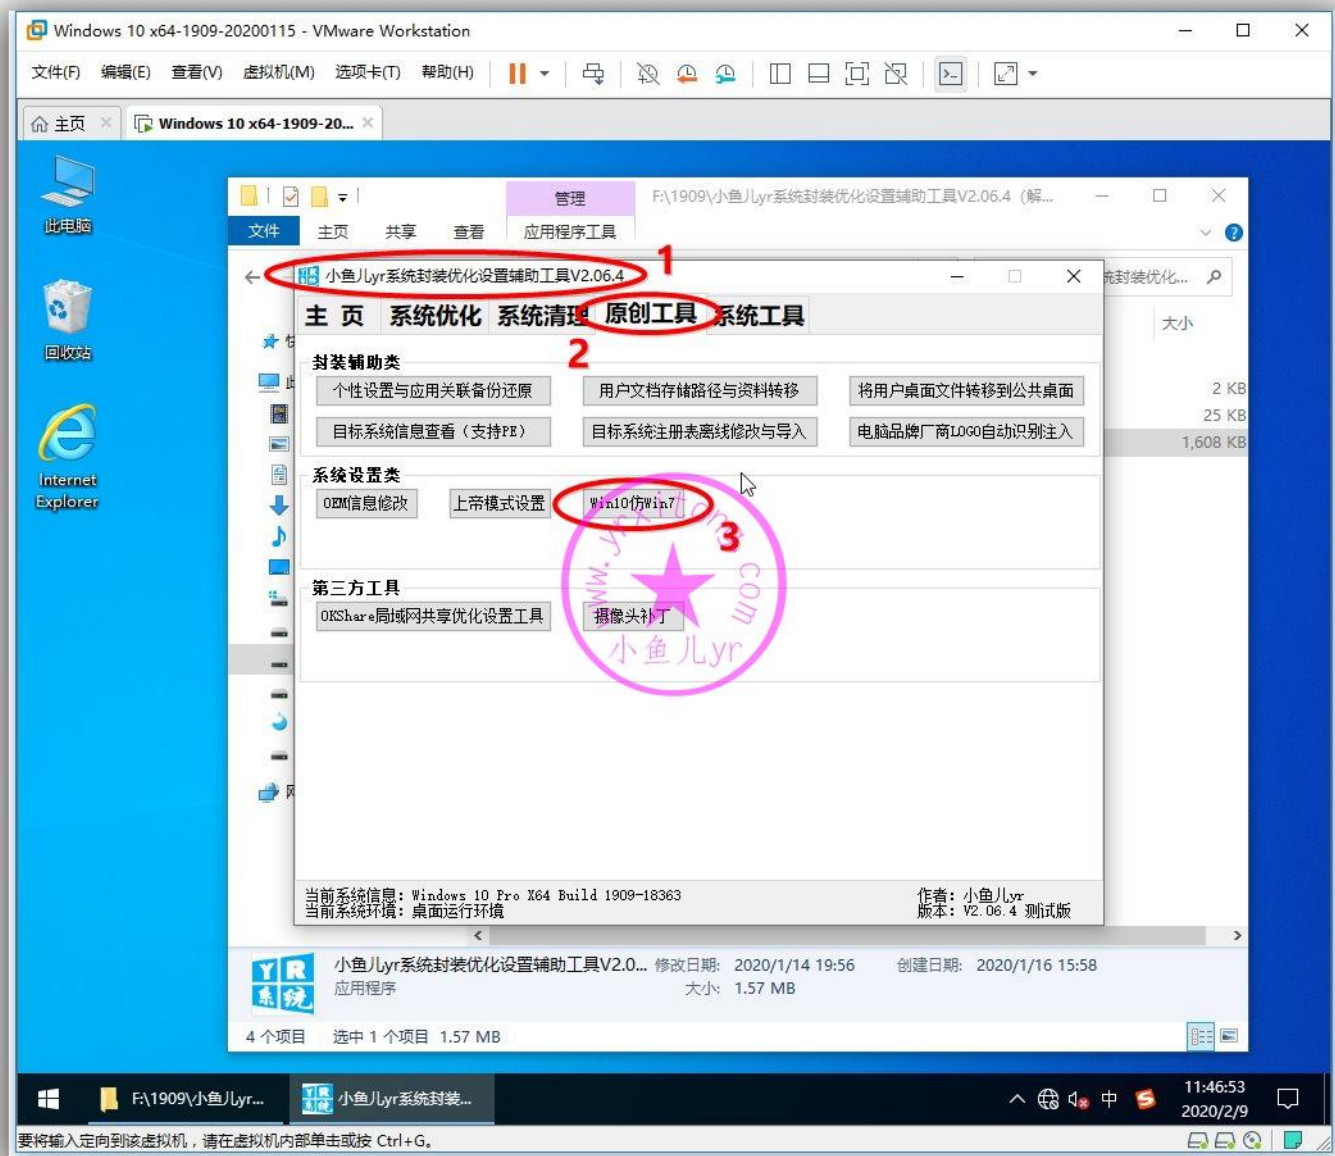 Windows 10 x64-1909-20200115 - VMware Workstation
文件(F) 编辑(E) 查看(V) 虚拟机(M) 选项卡(T) 帮助(H)
主页 Windows 10 x64-1909-20...
此电脑
回收站
Internet
Explorer
管理 F:\1909\小鱼儿yr系统封装优化设置辅助工具V2.06.4（解...
文件 主页 共享 查看 应用程序工具
小鱼儿yr系统封装优化设置辅助工具V2.06.4 1
封装优化...
主 页 系统优化 系统清理 原创工具 系统工具
大小
2
封装辅助类
个性设置与应用关联备份还原 用户文档存储路径与资料转移 将用户桌面文件转移到公共桌面
2 KB
25 KB
目标系统信息查看（支持PE） 目标系统注册表离线修改与导入 电脑品牌厂商LOGO自动识别注入
1,608 KB
系统设置类
OEM信息修改 上帝模式设置 Win10仿Win7
3
第三方工具
OKShare局域网共享优化设置工具 摄像头补丁
www.yrxitong.com
小鱼儿yr
当前系统信息：Windows 10 Pro X64 Build 1909-18363 作者：小鱼儿yr
当前系统环境：桌面运行环境 版本：V2.06.4 测试版
YR
系统
小鱼儿yr系统封装优化设置辅助工具V2.0... 修改日期: 2020/1/14 19:56 创建日期: 2020/1/16 15:58
应用程序 大小: 1.57 MB
4 个项目 选中 1 个项目 1.57 MB
F:\1909\小鱼儿yr... 小鱼儿yr系统封装... 中 11:46:53
2020/2/9
要将输入定向到该虚拟机，请在虚拟机内部单击或按 Ctrl+G。